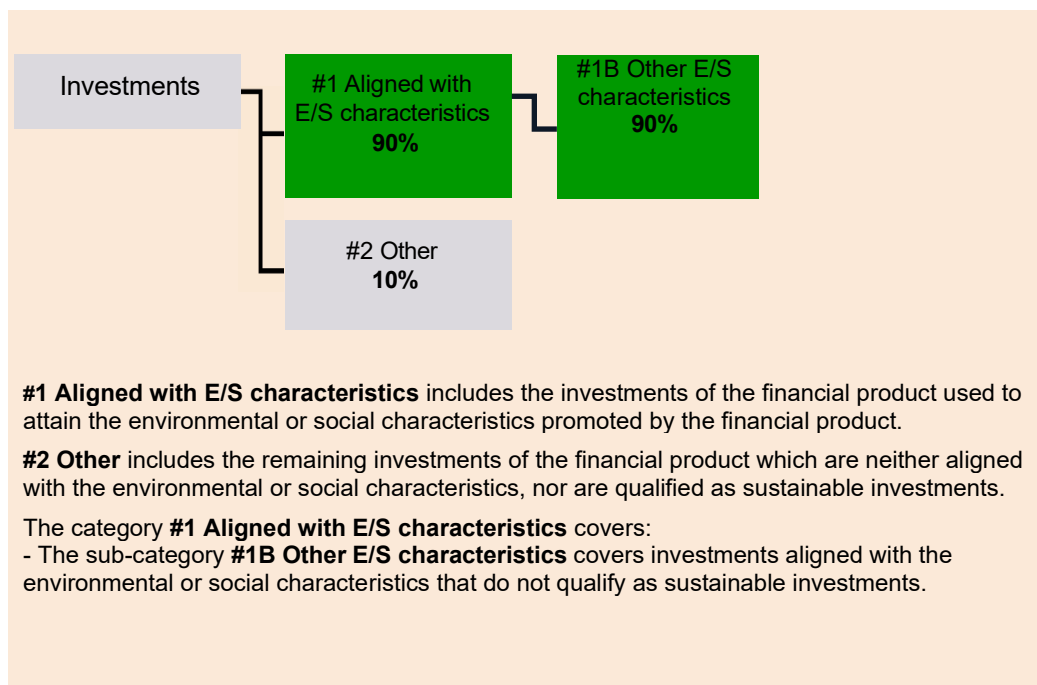 Investments
#1 Aligned with
E/S characteristics
90%
#1B Other E/S
characteristics
90%
#2 Other
10%
#1 Aligned with E/S characteristics includes the investments of the financial product used to
attain the environmental or social characteristics promoted by the financial product.
#2 Other includes the remaining investments of the financial product which are neither aligned
with the environmental or social characteristics, nor are qualified as sustainable investments.
The category #1 Aligned with E/S characteristics covers:
- The sub-category #1B Other E/S characteristics covers investments aligned with the
environmental or social characteristics that do not qualify as sustainable investments.